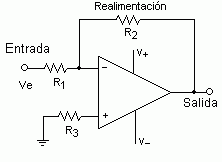 Realimentación
R2
Entrada
V+
Ve
R1
−
+
Salida
R3
V−